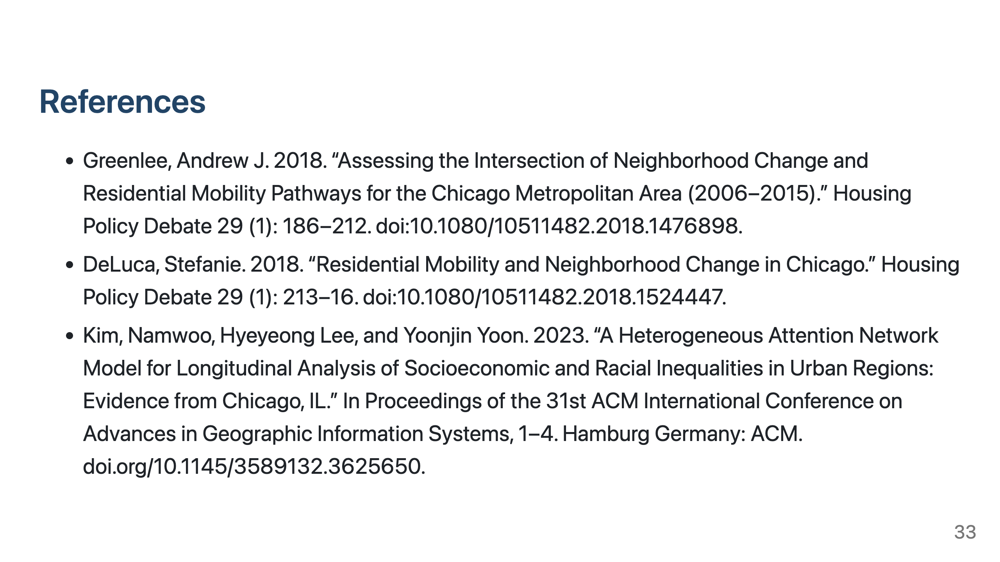 References
• Greenlee, Andrew J. 2018. “Assessing the Intersection of Neighborhood Change and
Residential Mobility Pathways for the Chicago Metropolitan Area (2006–2015).” Housing
Policy Debate 29 (1): 186–212. doi:10.1080/10511482.2018.1476898.
• DeLuca, Stefanie. 2018. “Residential Mobility and Neighborhood Change in Chicago.” Housing
Policy Debate 29 (1): 213–16. doi:10.1080/10511482.2018.1524447.
• Kim, Namwoo, Hyeyeong Lee, and Yoonjin Yoon. 2023. “A Heterogeneous Attention Network
Model for Longitudinal Analysis of Socioeconomic and Racial Inequalities in Urban Regions:
Evidence from Chicago, IL.” In Proceedings of the 31st ACM International Conference on
Advances in Geographic Information Systems, 1–4. Hamburg Germany: ACM.
doi.org/10.1145/3589132.3625650.
33